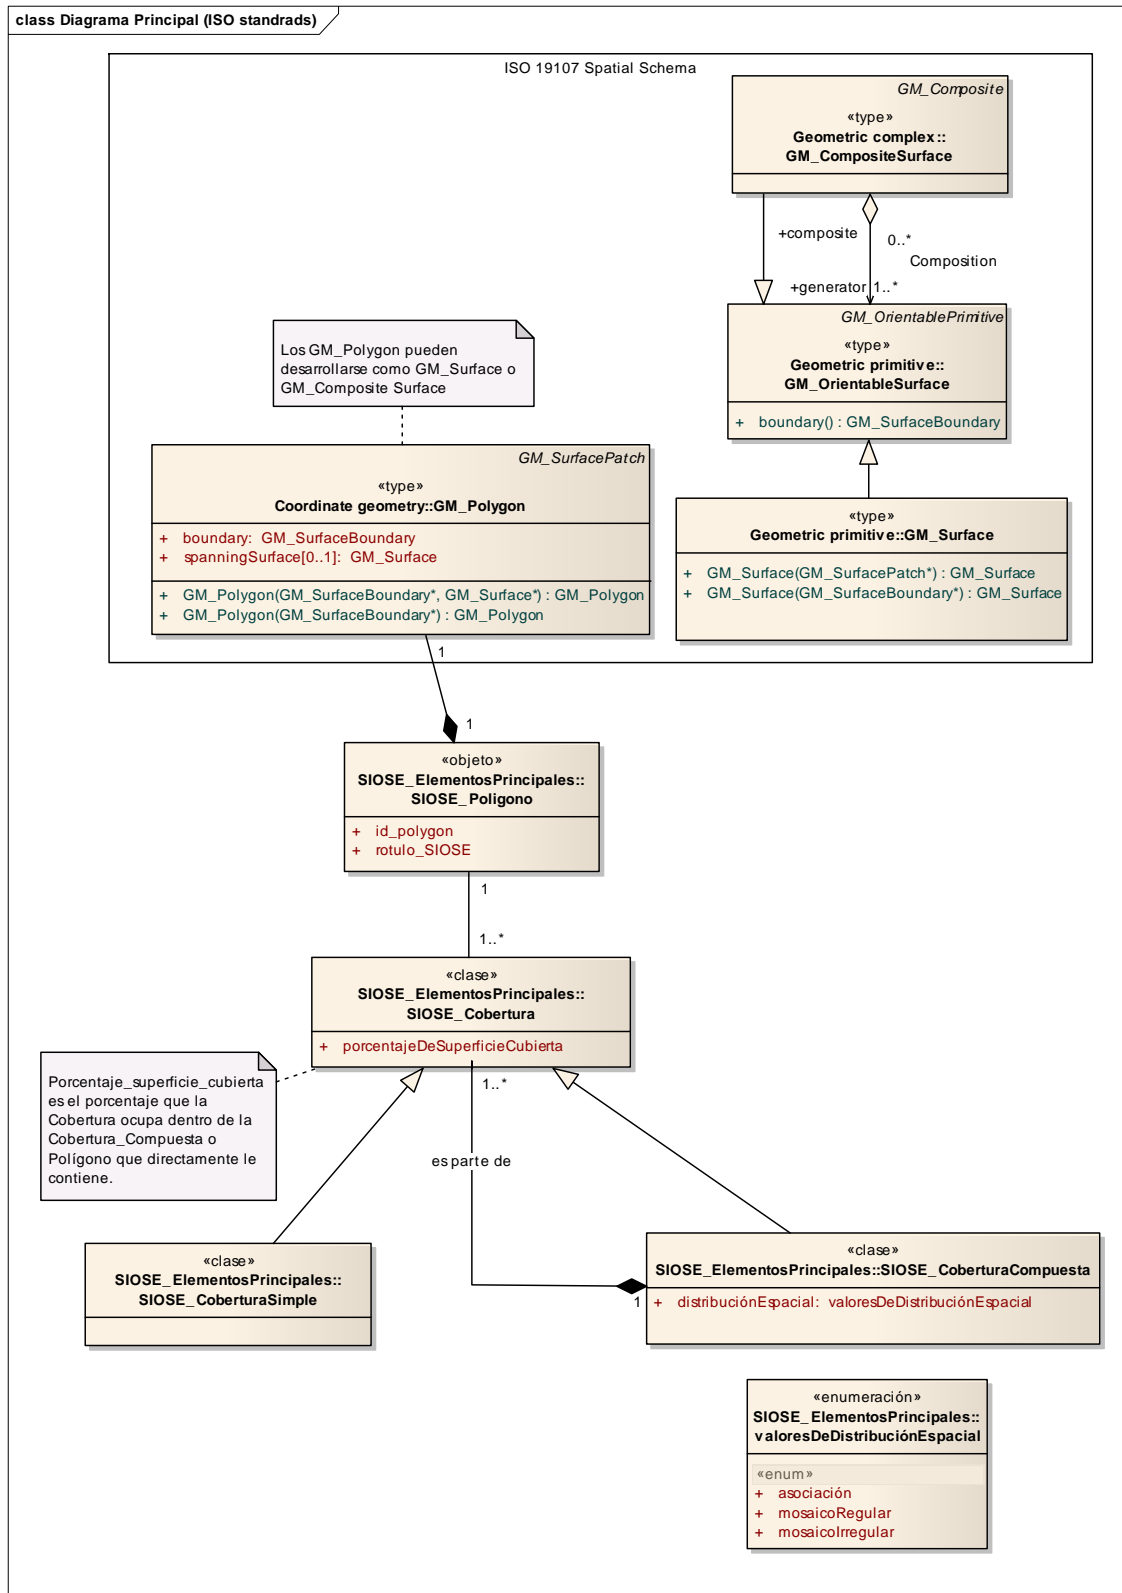 class Diagrama Principal (ISO standrads)
ISO 19107 Spatial Schema
GM_Composite
«type»
Geometric complex::
GM_CompositeSurface
+composite
0..*
Composition
+generator 1..*
GM_OrientablePrimitive
«type»
Geometric primitive::
GM_OrientableSurface
+ boundary() : GM_SurfaceBoundary
Los GM_Polygon pueden
desarrollarse como GM_Surface o
GM_Composite Surface
GM_SurfacePatch
«type»
Coordinate geometry::GM_Polygon
+ boundary: GM_SurfaceBoundary
+ spanningSurface[0..1]: GM_Surface
+ GM_Polygon(GM_SurfaceBoundary*, GM_Surface*) : GM_Polygon
+ GM_Polygon(GM_SurfaceBoundary*) : GM_Polygon
«type»
Geometric primitive::GM_Surface
+ GM_Surface(GM_SurfacePatch*) : GM_Surface
+ GM_Surface(GM_SurfaceBoundary*) : GM_Surface
1
1
«objeto»
SIOSE_ElementosPrincipales::
SIOSE_Poligono
+ id_polygon
+ rotulo_SIOSE
1
1..*
«clase»
SIOSE_ElementosPrincipales::
SIOSE_Cobertura
+ porcentajeDeSuperficieCubierta
Porcentaje_superficie_cubierta
es el porcentaje que la
Cobertura ocupa dentro de la
Cobertura_Compuesta o
Polígono que directamente le
contiene.
1..*
es parte de
«clase»
SIOSE_ElementosPrincipales::
SIOSE_CoberturaSimple
«clase»
SIOSE_ElementosPrincipales::SIOSE_CoberturaCompuesta
1
+ distribuciónEspacial: valoresDeDistribuciónEspacial
«enumeración»
SIOSE_ElementosPrincipales::
valoresDeDistribuciónEspacial
«enum»
+ asociación
+ mosaicoRegular
+ mosaicoIrregular